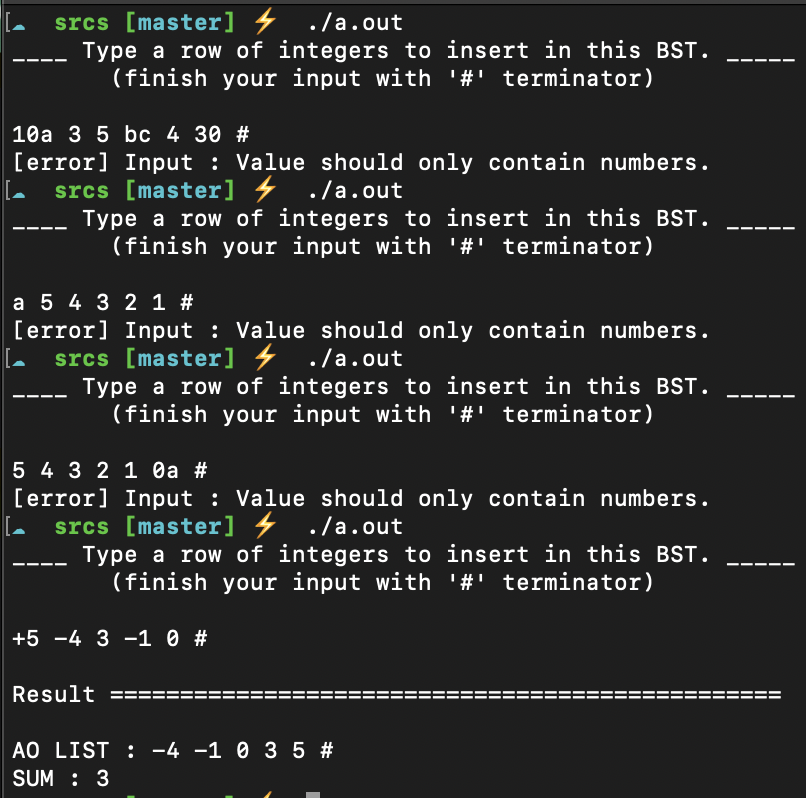 srcs [master] ⚡ ./a.out
____ Type a row of integers to insert in this BST. _____
(finish your input with '#' terminator)
10a 3 5 bc 4 30 #
[error] Input : Value should only contain numbers.
srcs [master] ⚡ ./a.out
____ Type a row of integers to insert in this BST. _____
(finish your input with '#' terminator)
a 5 4 3 2 1 #
[error] Input : Value should only contain numbers.
srcs [master] ⚡ ./a.out
____ Type a row of integers to insert in this BST. _____
(finish your input with '#' terminator)
5 4 3 2 1 0a #
[error] Input : Value should only contain numbers.
srcs [master] ⚡ ./a.out
____ Type a row of integers to insert in this BST. _____
(finish your input with '#' terminator)
+5 -4 3 -1 0 #
Result ================================================
AO LIST : -4 -1 0 3 5 #
SUM : 3